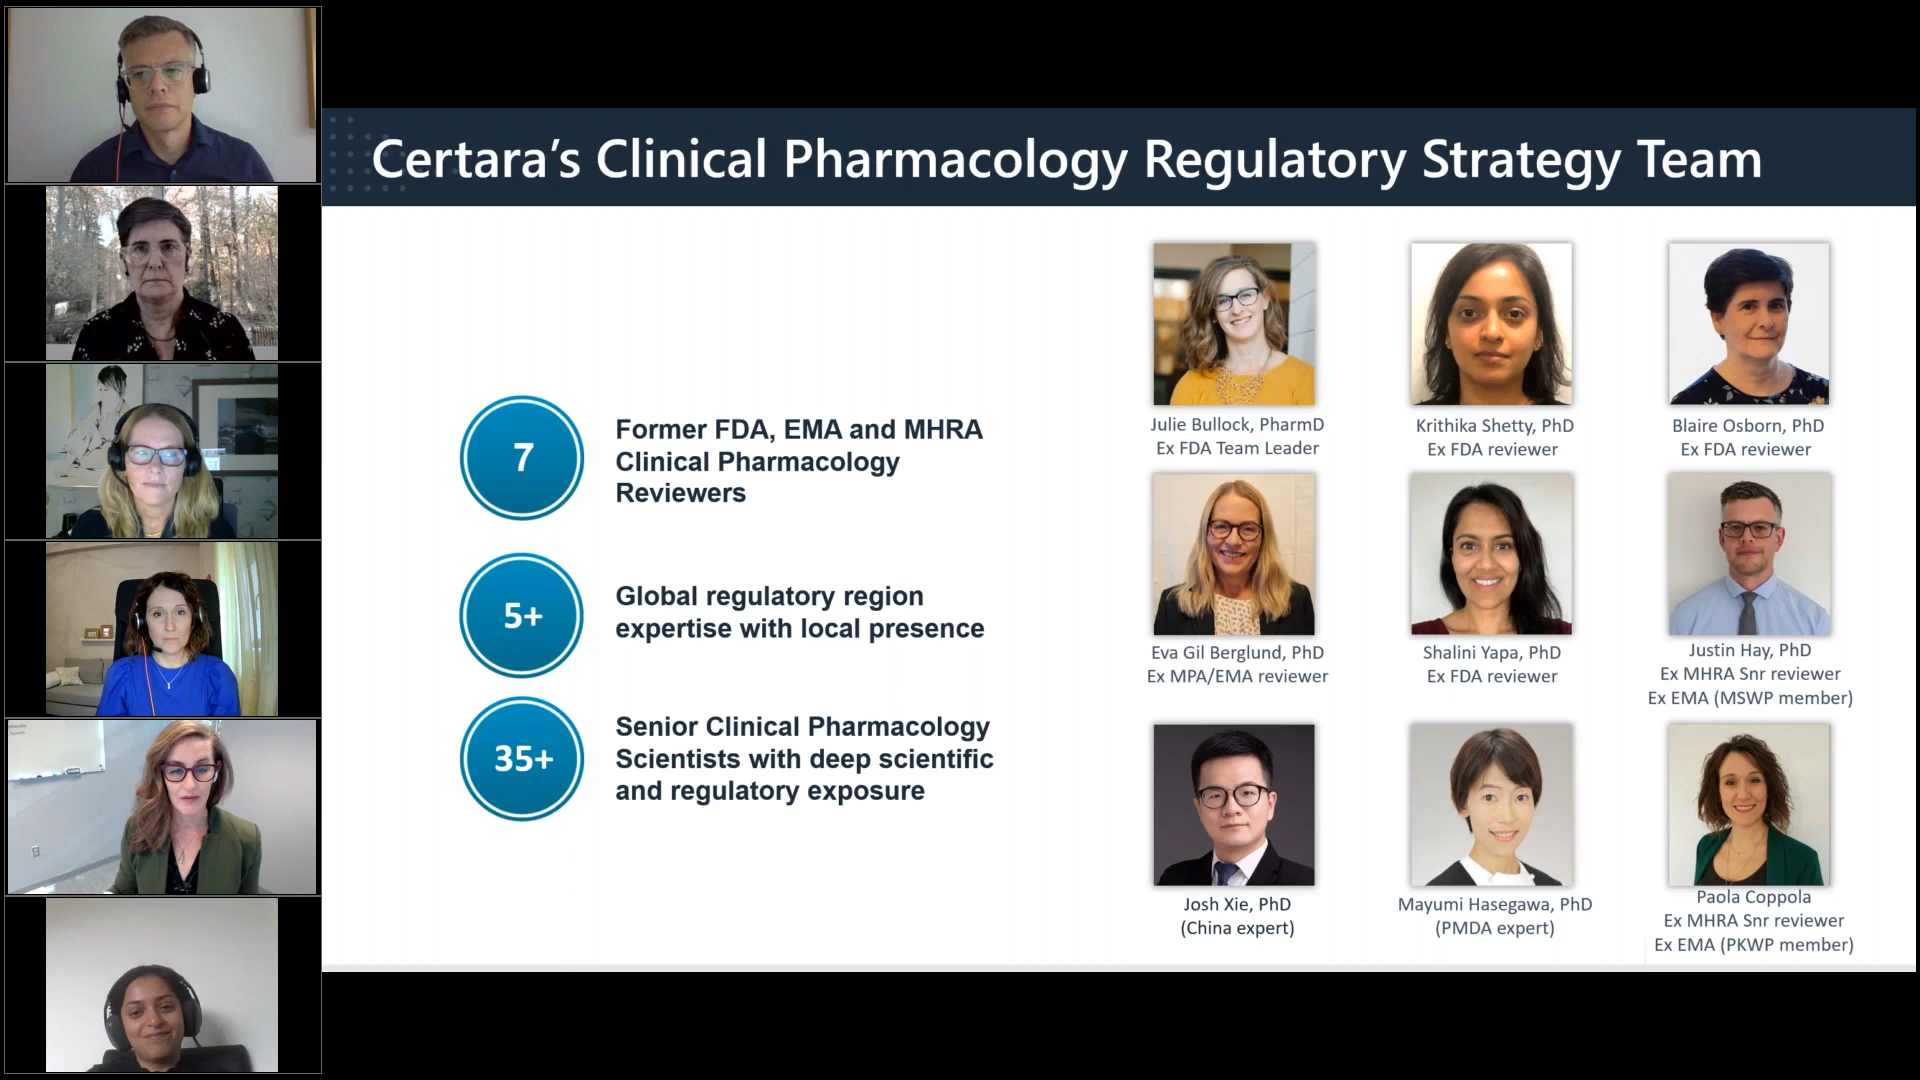 Certara’s Clinical Pharmacology Regulatory Strategy Team
7
Former FDA, EMA and MHRA
Clinical Pharmacology
Reviewers
5+
Global regulatory region
expertise with local presence
35+
Senior Clinical Pharmacology
Scientists with deep scientific
and regulatory exposure
Julie Bullock, PharmD
Ex FDA Team Leader
Krithika Shetty, PhD
Ex FDA reviewer
Blaire Osborn, PhD
Ex FDA reviewer
Eva Gil Berglund, PhD
Ex MPA/EMA reviewer
Shalini Yapa, PhD
Ex FDA reviewer
Justin Hay, PhD
Ex MHRA Snr reviewer
Ex EMA (MSWP member)
Josh Xie, PhD
(China expert)
Mayumi Hasegawa, PhD
(PMDA expert)
Paola Coppola
Ex MHRA Snr reviewer
Ex EMA (PKWP member)